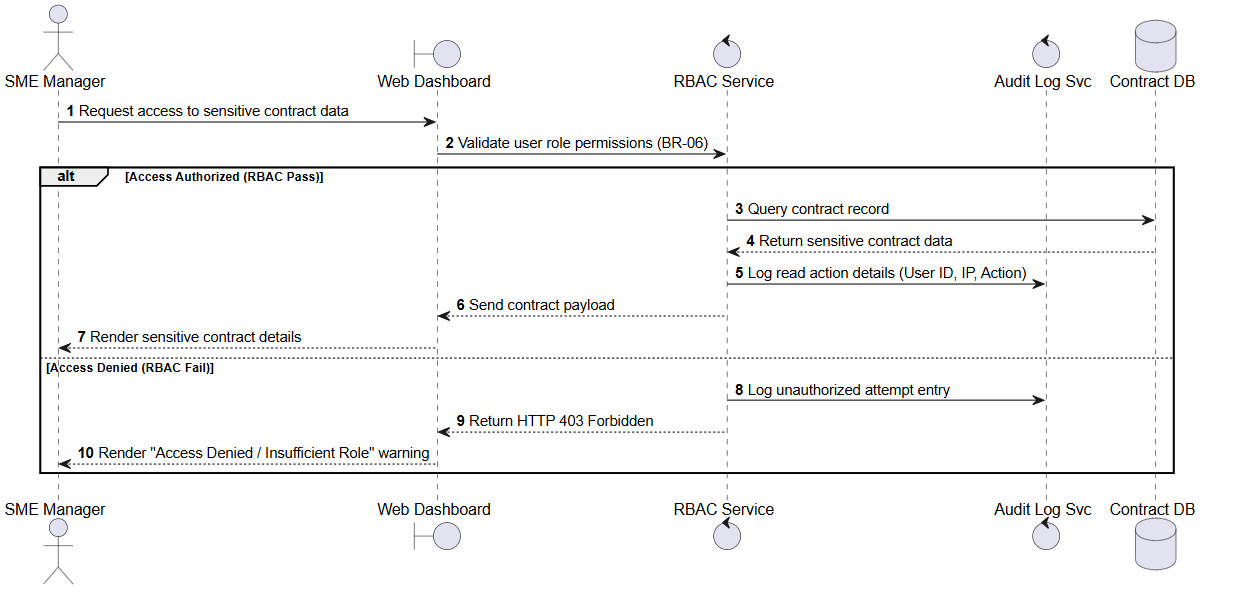 SME Manager
Web Dashboard
RBAC Service
Audit Log Svc
Contract DB
1 Request access to sensitive contract data
2 Validate user role permissions (BR-06)
alt
[Access Authorized (RBAC Pass)]
3 Query contract record
4 Return sensitive contract data
5 Log read action details (User ID, IP, Action)
6 Send contract payload
7 Render sensitive contract details
[Access Denied (RBAC Fail)]
8 Log unauthorized attempt entry
9 Return HTTP 403 Forbidden
10 Render "Access Denied / Insufficient Role" warning
SME Manager
Web Dashboard
RBAC Service
Audit Log Svc
Contract DB